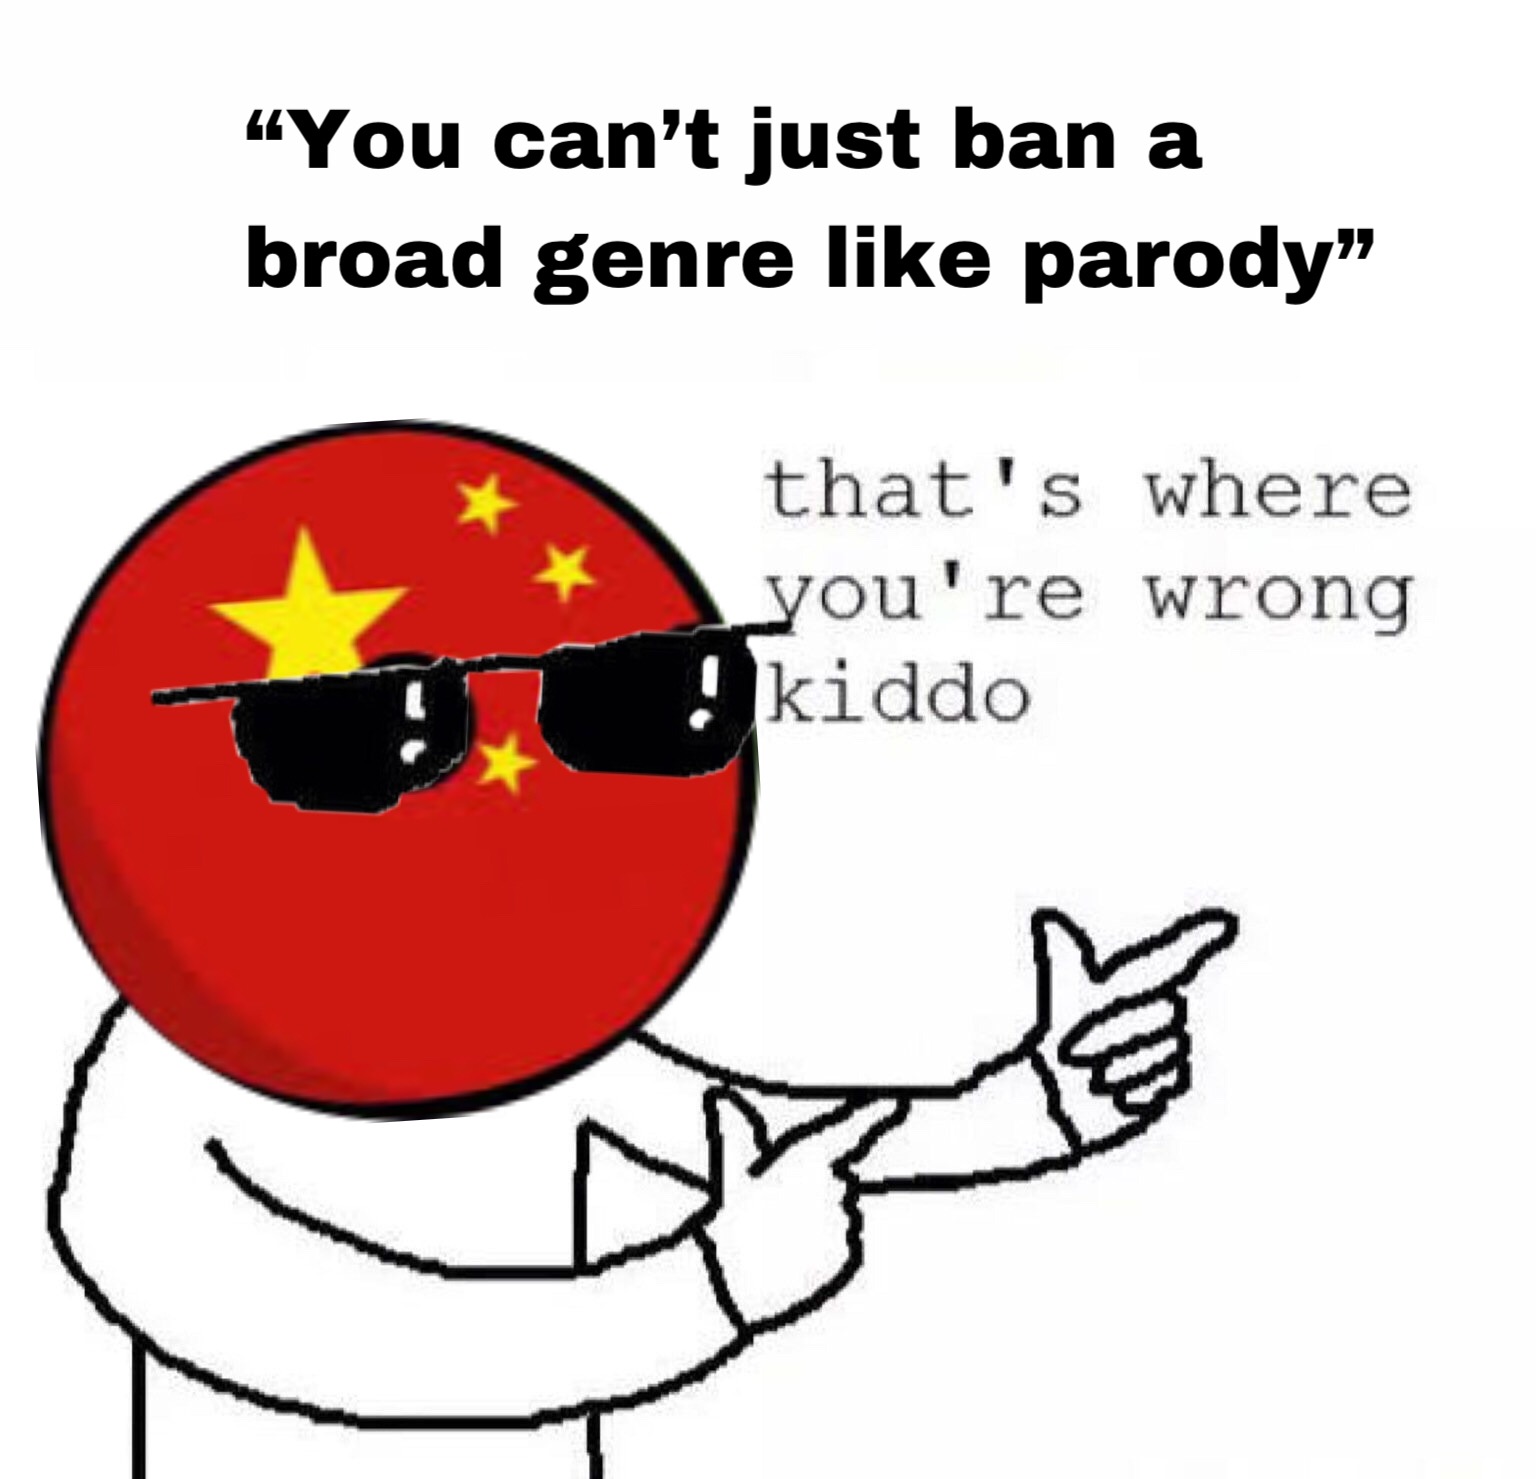 “You can’t just ban a
broad genre like parody”
that's where
you're wrong
kiddo